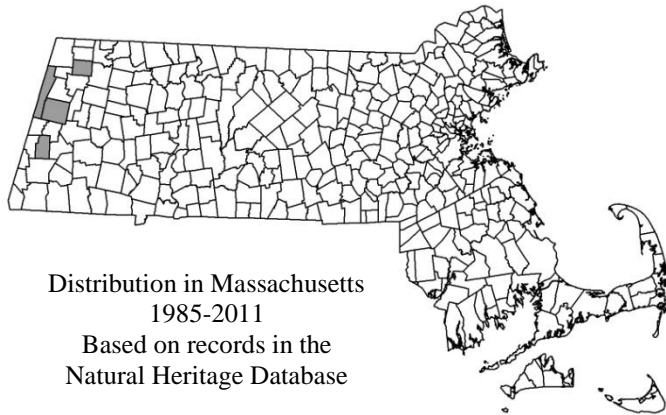 Distribution in Massachusetts
1985-2011
Based on records in the
Natural Heritage Database